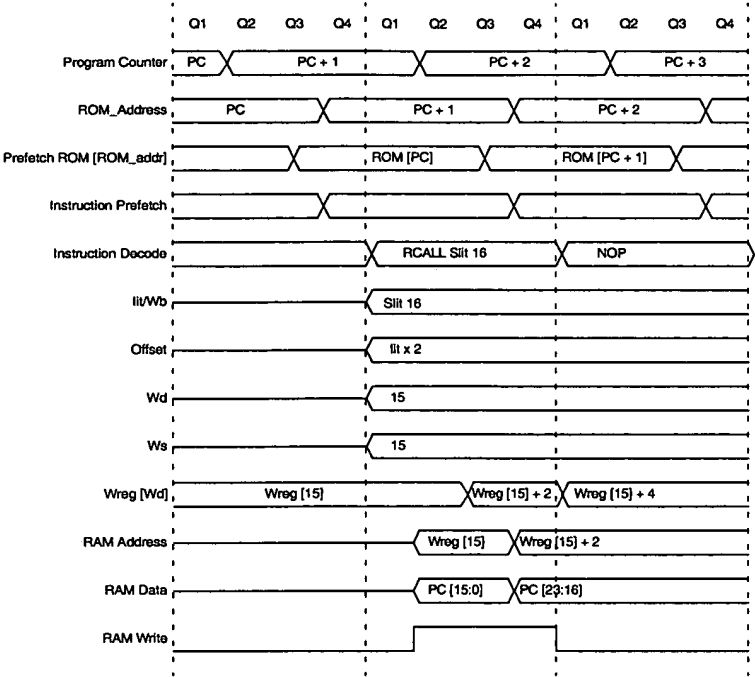 Q1 Q2 Q3 Q4 Q1 Q2 Q3 Q4 Q1 Q2 Q3 Q4
Program Counter PC PC + 1 PC + 2 PC + 3
ROM_Address PC PC + 1 PC + 2
Prefetch ROM [ROM_addr] ROM [PC] ROM [PC + 1]
Instruction Prefetch
Instruction Decode RCALL Slit 16 NOP
lit/Wb Slit 16
Offset lit x 2
Wd 15
Ws 15
Wreg [Wd] Wreg [15] Wreg [15] + 2 Wreg [15] + 4
RAM Address Wreg [15] Wreg [15] + 2
RAM Data PC [15:0] PC [23:16]
RAM Write